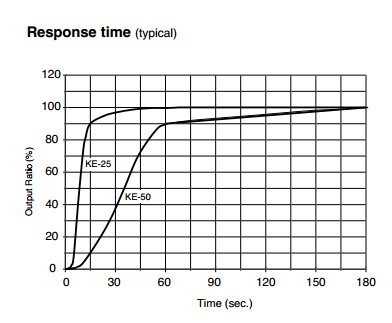 Response time (typical)
120
100
80
60
40
20
0
Output Ratio (%)
KE-25
KE-50
0 30 60 90 120 150 180
Time (sec.)